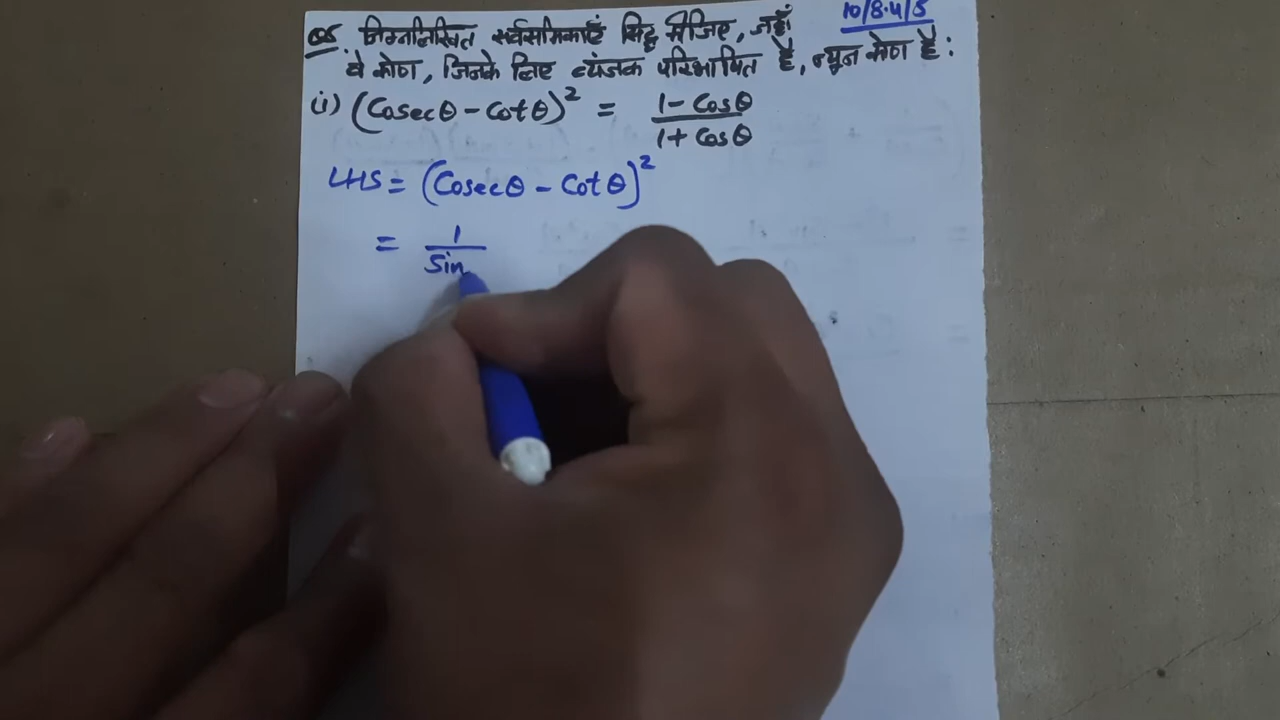 10/8.4/5
Q5 निम्नलिखित सर्वसमिकाएँ सिद्ध कीजिए, जहाँ
वे कोण, जिनके लिए व्यंजक परिभाषित है, न्यून कोण है:
(i) (Cosecθ - Cotθ)² = (1 - Cosθ)/(1 + Cosθ)
LHS = (Cosecθ - Cotθ)²
= 1/Sin